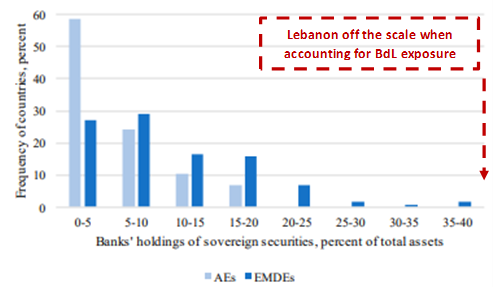 Lebanon off the scale when
accounting for BdL exposure
Frequency of countries, percent
60
50
40
30
20
10
0
0-5 5-10 10-15 15-20 20-25 25-30 30-35 35-40
Banks' holdings of sovereign securities, percent of total assets
AEs EMDEs